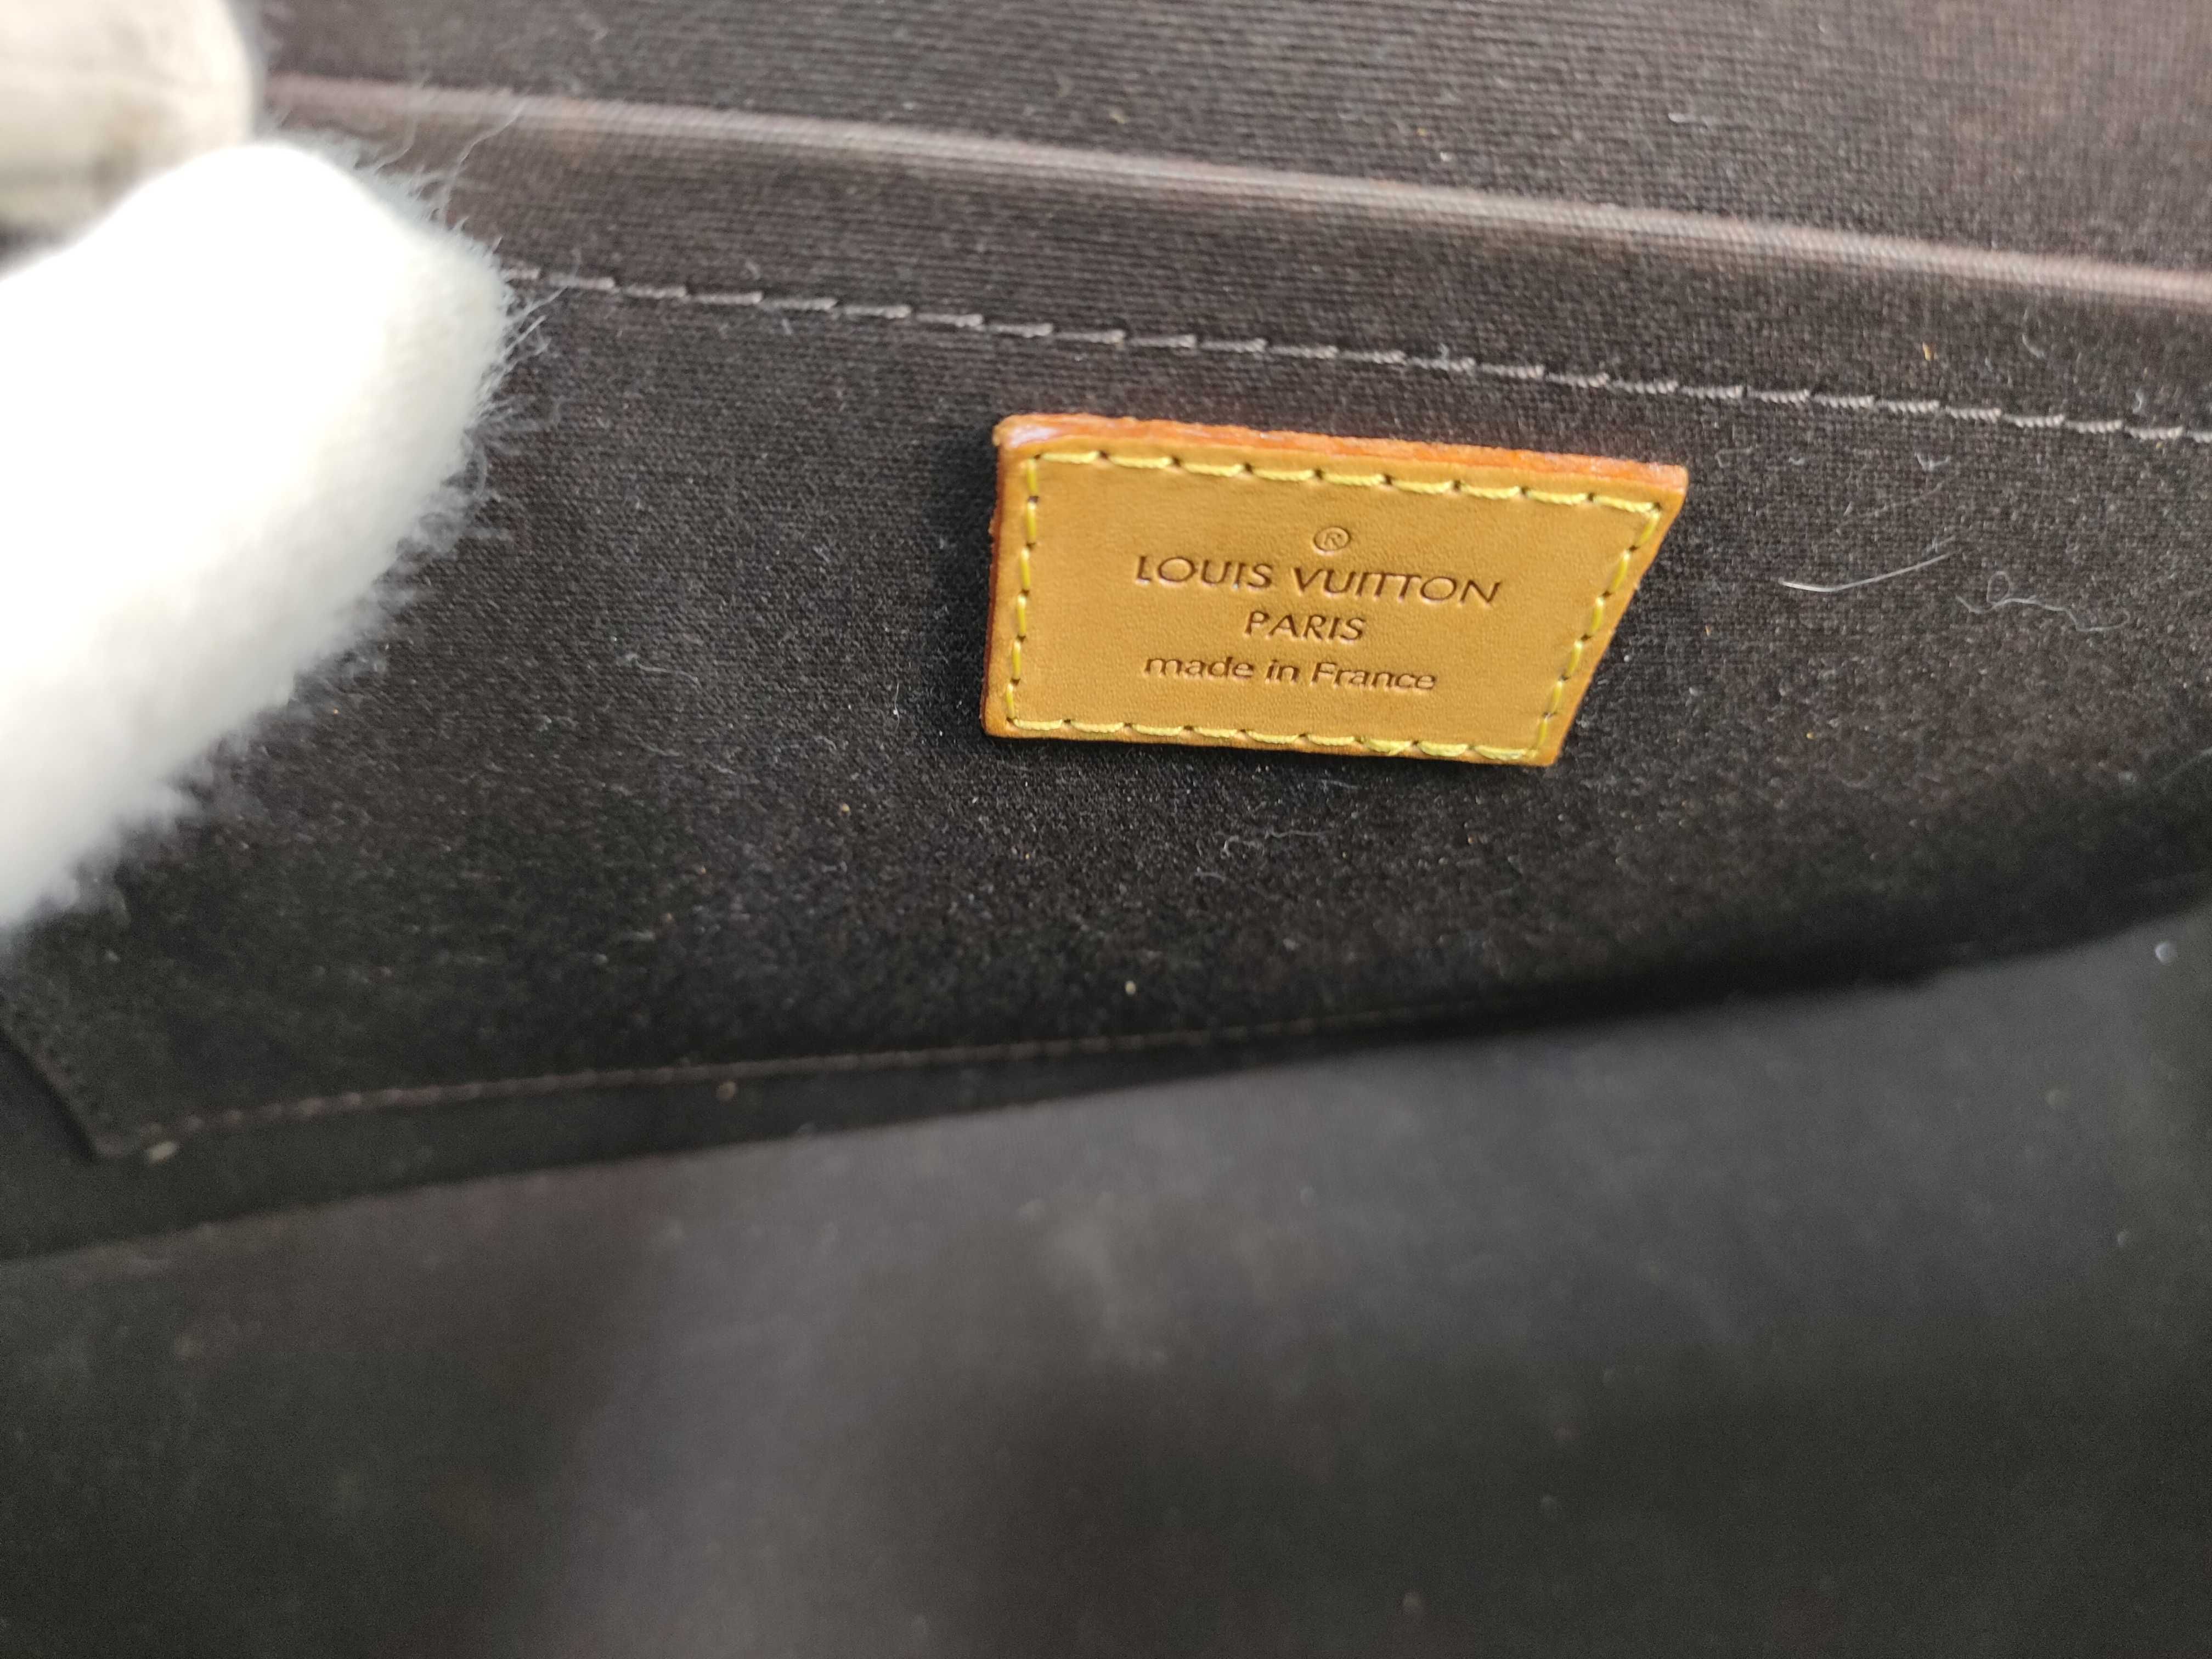 ®
LOUIS VUITTON
PARIS
made in France